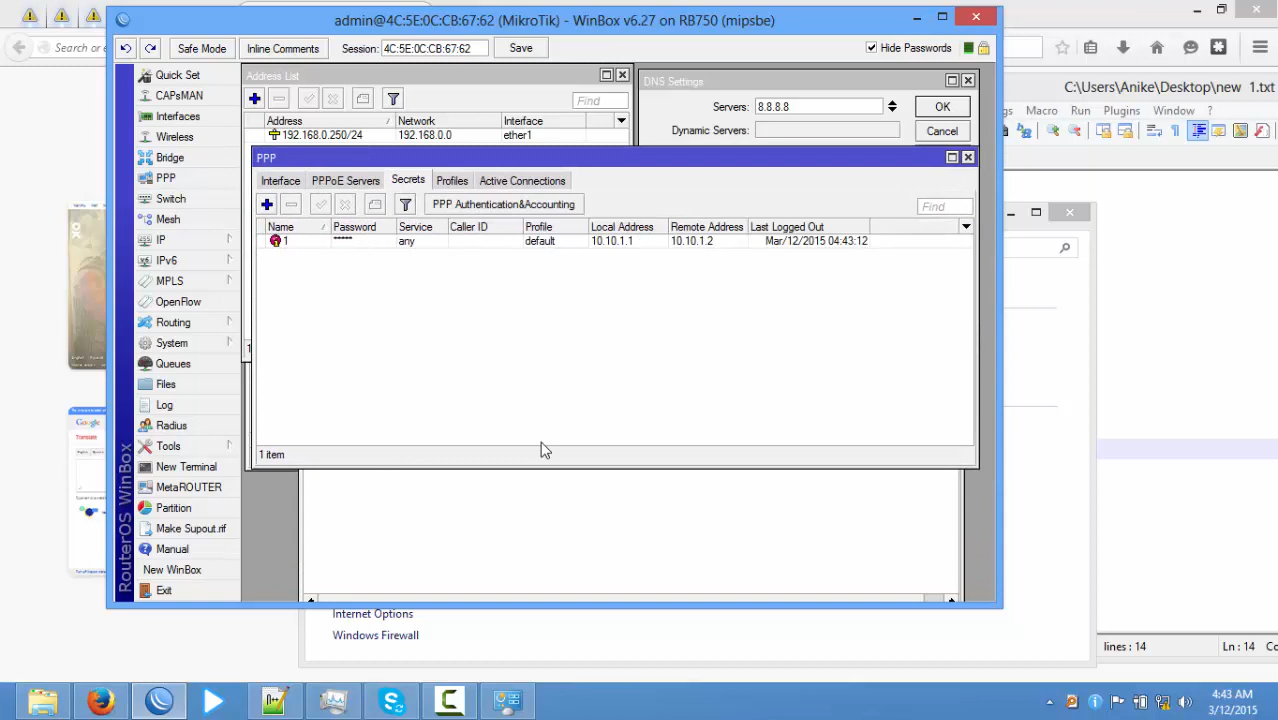 admin@4C:5E:0C:CB:67:62 (MikroTik) - WinBox v6.27 on RB750 (mipsbe)
Search or ente
Safe Mode
Inline Comments
Session: 4C:5E:0C:CB:67:62
Save
Hide Passwords
C:\Users\Anike\Desktop\new 1.txt
Macro Run Plugins Window ?
RouterOS WinBox
Quick Set
CAPsMAN
Interfaces
Wireless
Bridge
PPP
Switch
Mesh
IP
IPv6
MPLS
OpenFlow
Routing
System
Queues
Files
Log
Radius
Tools
New Terminal
MetaROUTER
Partition
Make Supout.rif
Manual
New WinBox
Exit
Address List
Find
Address Network Interface
192.168.0.250/24 192.168.0.0 ether1
DNS Settings
Servers: 8.8.8.8
OK
Dynamic Servers:
Cancel
PPP
Interface PPPoE Servers Secrets Profiles Active Connections
PPP Authentication&Accounting
Find
Name Password Service Caller ID Profile Local Address Remote Address Last Logged Out
1 ***** any default 10.10.1.1 10.10.1.2 Mar/12/2015 04:43:12
1 item
Google
Translate
Internet Options
Windows Firewall
lines : 14
Ln : 14
4:43 AM
3/12/2015